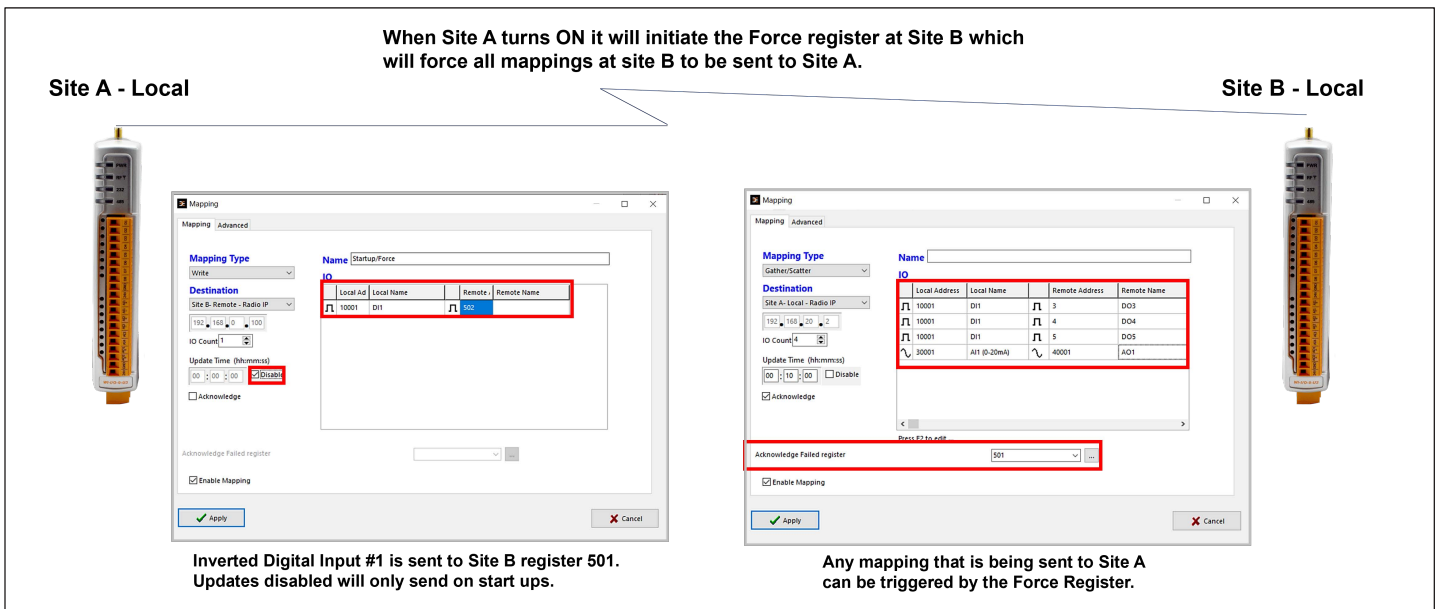 When Site A turns ON it will initiate the Force register at Site B which
will force all mappings at site B to be sent to Site A.
Site A - Local
Site B - Local
PWR
RFT
232
485
Mapping
Mapping Advanced
Mapping Type
Write
Destination
Site B- Remote - Radio IP
192 . 168 . 0 . 100
IO Count 1
Update Time (hh:mm:ss)
00 : 00 : 00 Disable
Acknowledge
Name Startup/Force
IO
Local Ad Local Name Remote Remote Name
10001 DI1 502
Acknowledge Failed register
...
Enable Mapping
Apply
Cancel
Inverted Digital Input #1 is sent to Site B register 501.
Updates disabled will only send on start ups.
Mapping
Mapping Advanced
Mapping Type
Gather/Scatter
Destination
Site A- Local - Radio IP
192 . 168 . 20 . 2
IO Count 4
Update Time (hh:mm:ss)
00 : 10 : 00 Disable
Acknowledge
Name
IO
Local Address Local Name Remote Address Remote Name
10001 DI1 3 DO3
10001 DI1 4 DO4
10001 DI1 5 DO5
30001 AI1 (0-20mA) 40001 AO1
Press F2 to edit
Acknowledge Failed register 501 ...
Enable Mapping
Apply
Cancel
Any mapping that is being sent to Site A
can be triggered by the Force Register.
PWR
RFT
232
485